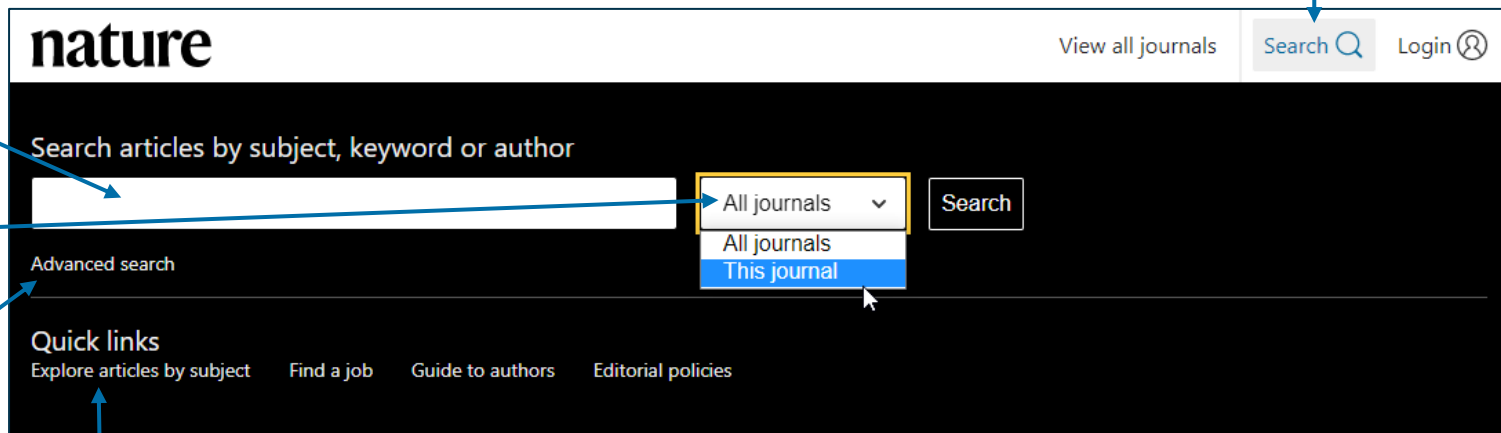 nature View all journals Search Login
Search articles by subject, keyword or author
All journals Search
All journals
Advanced search
This journal
Quick links
Explore articles by subject Find a job Guide to authors Editorial policies